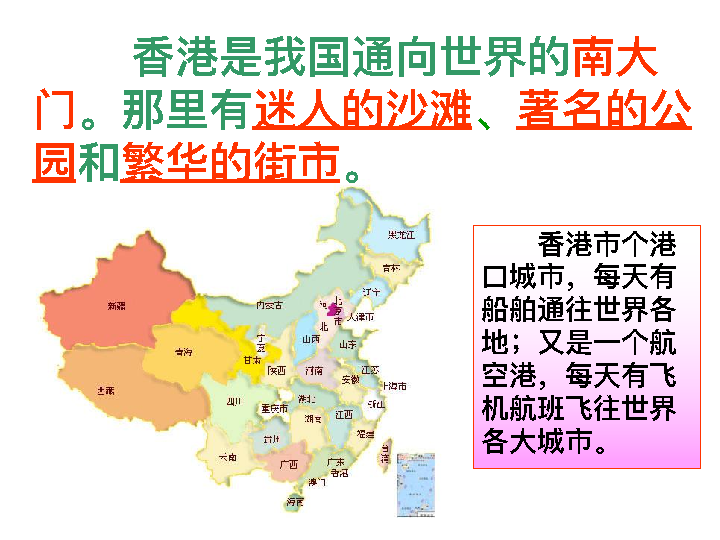 香港是我国通向世界的南大
门。那里有迷人的沙滩、著名的公
园和繁华的街市。
香港市个港
口城市，每天有
船舶通往世界各
地；又是一个航
空港，每天有飞
机航班飞往世界
各大城市。
黑龙江
吉林
辽宁
内蒙古
新疆
北京市
河北
天津市
宁夏
山西
山东
青海
甘肃
陕西
河南
江苏
安徽
上海市
西藏
四川
重庆市
湖北
浙江
湖南
江西
贵州
福建
云南
广西
广东
台湾
香港
澳门
海南